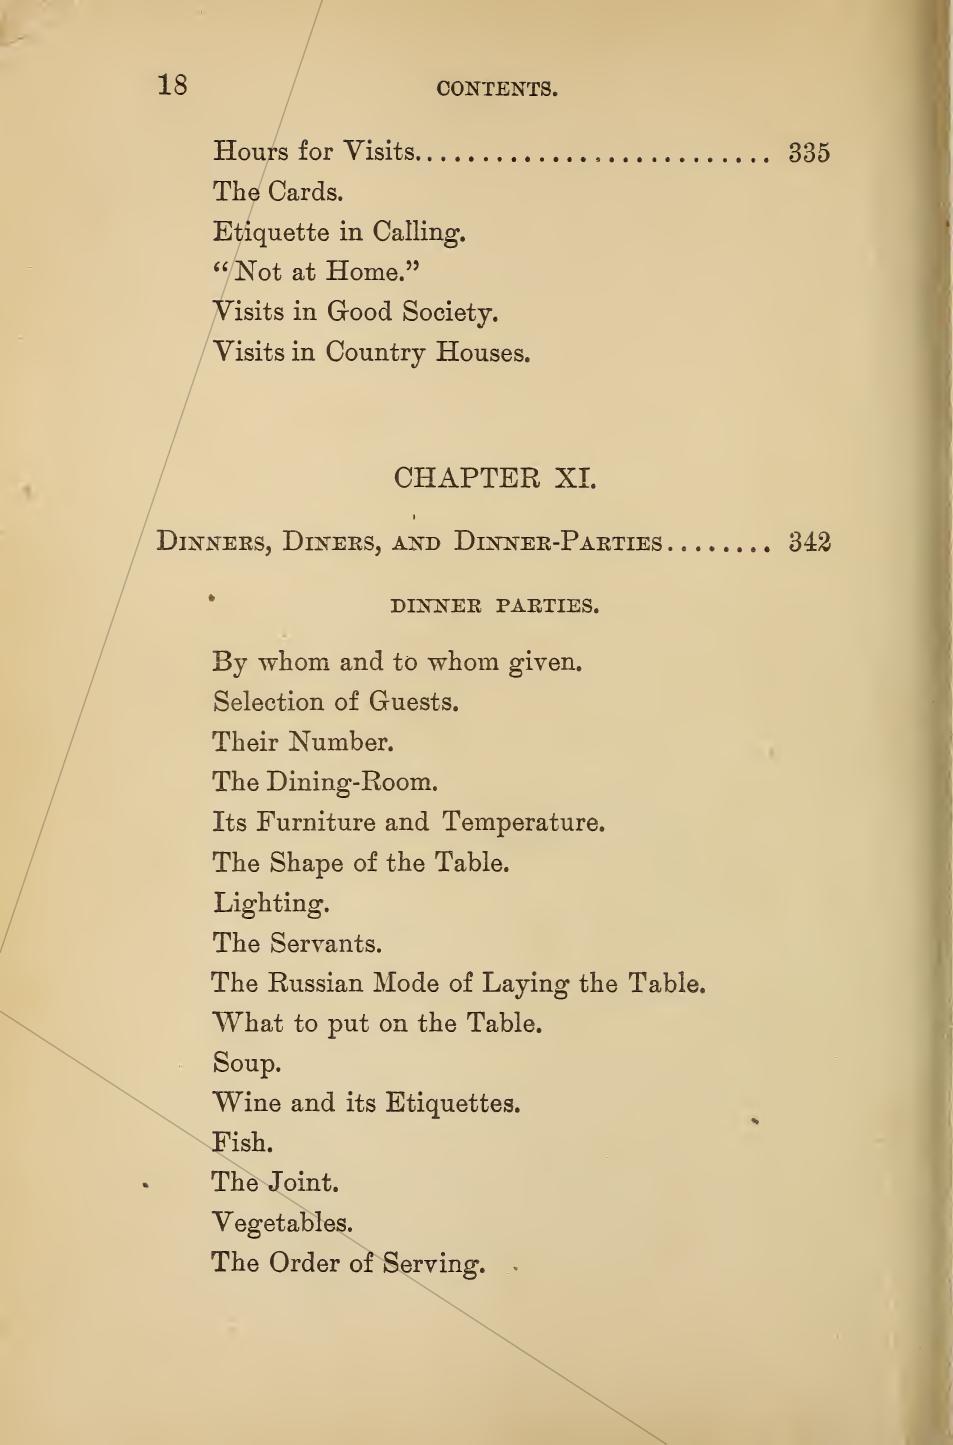 18 CONTENTS.
Hours for Visits........................... 335
The Cards.
Etiquette in Calling.
“Not at Home.”
Visits in Good Society.
Visits in Country Houses.
CHAPTER XI.
DINNERS, DINERS, AND DINNER-PARTIES........ 342
DINNER PARTIES.
By whom and to whom given.
Selection of Guests.
Their Number.
The Dining-Room.
Its Furniture and Temperature.
The Shape of the Table.
Lighting.
The Servants.
The Russian Mode of Laying the Table.
What to put on the Table.
Soup.
Wine and its Etiquettes.
Fish.
The Joint.
Vegetables.
The Order of Serving.